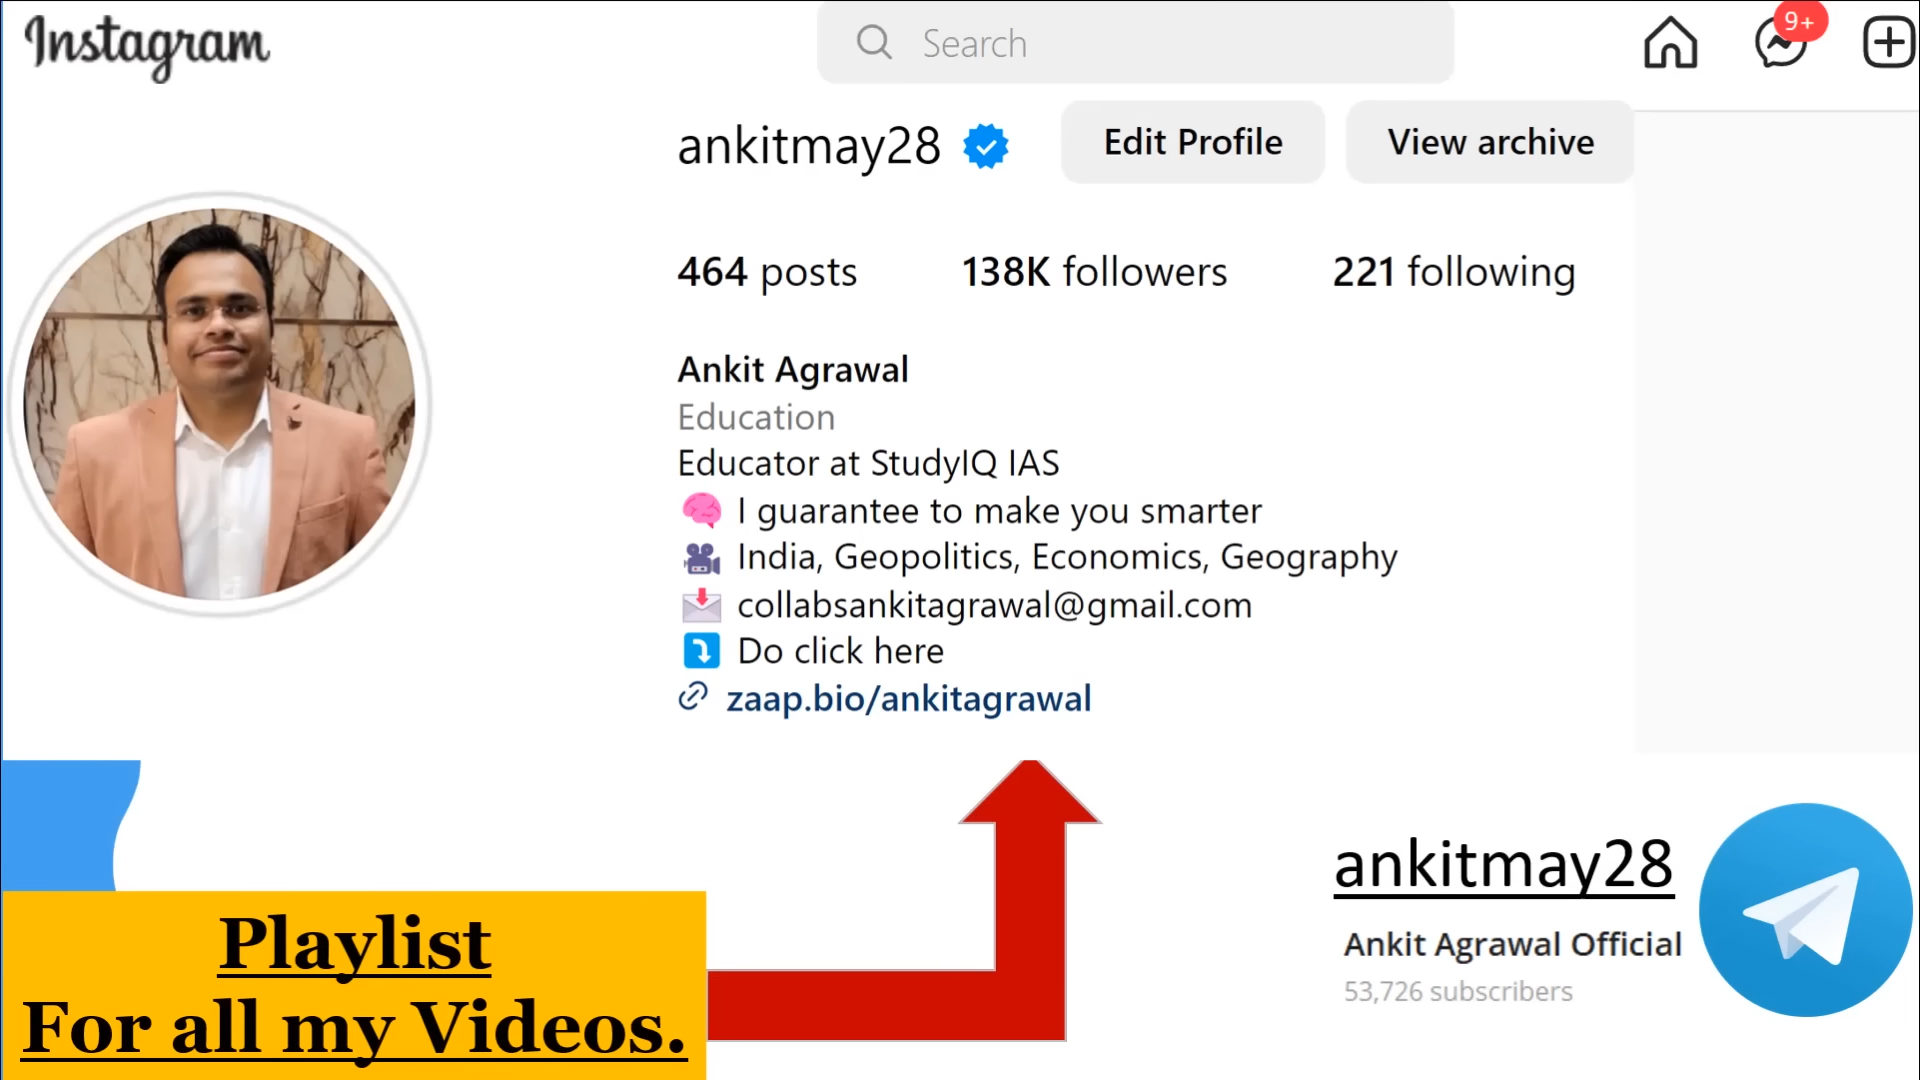 Instagram
Search
9+
ankitmay28
Edit Profile
View archive
464 posts
138K followers
221 following
Ankit Agrawal
Education
Educator at StudyIQ IAS
I guarantee to make you smarter
India, Geopolitics, Economics, Geography
collabsankitagrawal@gmail.com
Do click here
zaap.bio/ankitagrawal
ankitmay28
Ankit Agrawal Official
53,726 subscribers
Playlist
For all my Videos.